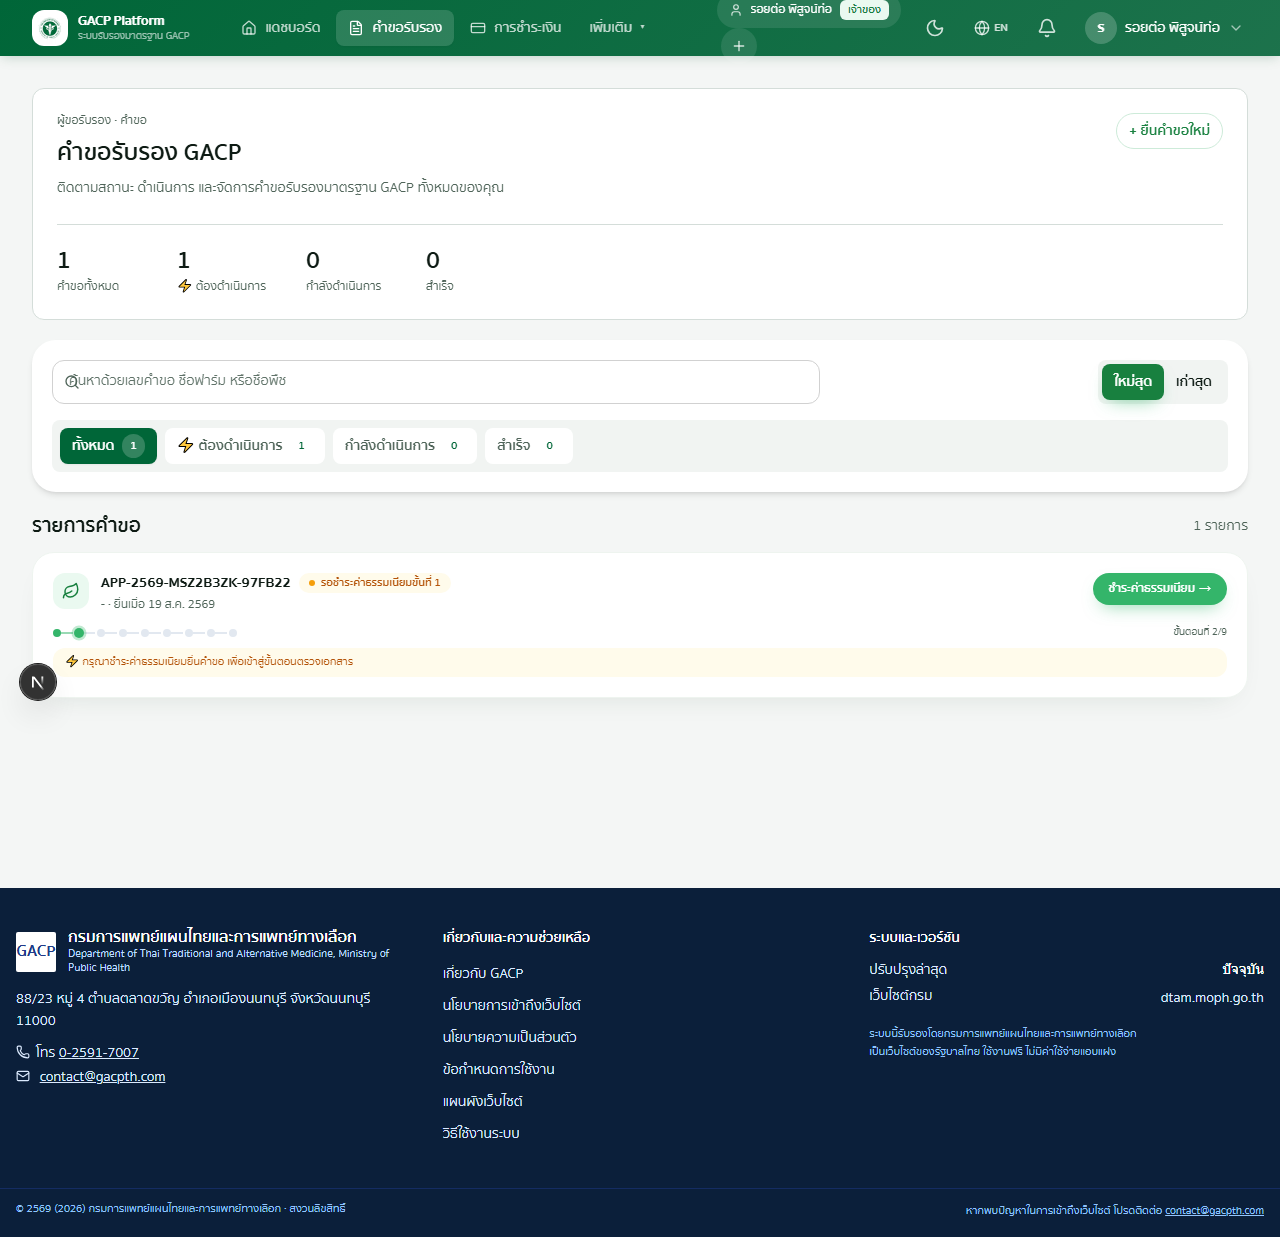 GACP Platform
ระบบรับรองมาตรฐาน GACP
แดชบอร์ด
คำขอรับรอง
การชำระเงิน
เพิ่มเติม
รอยต่อ พิสูจน์ท่อ
เจ้าของ
EN
S
รอยต่อ พิสูจน์ท่อ
ผู้ขอรับรอง · คำขอ
คำขอรับรอง GACP
ติดตามสถานะ ดำเนินการ และจัดการคำขอรับรองมาตรฐาน GACP ทั้งหมดของคุณ
+ ยื่นคำขอใหม่
1
คำขอทั้งหมด
1
ต้องดำเนินการ
0
กำลังดำเนินการ
0
สำเร็จ
ค้นหาด้วยเลขคำขอ ชื่อฟาร์ม หรือชื่อพืช
ใหม่สุด
เก่าสุด
ทั้งหมด 1
ต้องดำเนินการ 1
กำลังดำเนินการ 0
สำเร็จ 0
รายการคำขอ
1 รายการ
APP-2569-MSZ2B3ZK-97FB22
รอชำระค่าธรรมเนียมขั้นที่ 1
- · ยื่นเมื่อ 19 ส.ค. 2569
ชำระค่าธรรมเนียม →
ขั้นตอนที่ 2/9
กรุณาชำระค่าธรรมเนียมยื่นคำขอ เพื่อเข้าสู่ขั้นตอนตรวจเอกสาร
N
GACP
กรมการแพทย์แผนไทยและการแพทย์ทางเลือก
Department of Thai Traditional and Alternative Medicine, Ministry of
Public Health
88/23 หมู่ 4 ตำบลตลาดขวัญ อำเภอเมืองนนทบุรี จังหวัดนนทบุรี
11000
โทร 0-2591-7007
contact@gacpth.com
เกี่ยวกับและความช่วยเหลือ
เกี่ยวกับ GACP
นโยบายการเข้าถึงเว็บไซต์
นโยบายความเป็นส่วนตัว
ข้อกำหนดการใช้งาน
แผนผังเว็บไซต์
วิธีใช้งานระบบ
ระบบและเวอร์ชัน
ปรับปรุงล่าสุด
ปัจจุบัน
เว็บไซต์กรม
dtam.moph.go.th
ระบบนี้รับรองโดยกรมการแพทย์แผนไทยและการแพทย์ทางเลือก
เป็นเว็บไซต์ของรัฐบาลไทย ใช้งานฟรี ไม่มีค่าใช้จ่ายแอบแฝง
© 2569 (2026) กรมการแพทย์แผนไทยและการแพทย์ทางเลือก · สงวนลิขสิทธิ์
หากพบปัญหาในการเข้าถึงเว็บไซต์ โปรดติดต่อ contact@gacpth.com